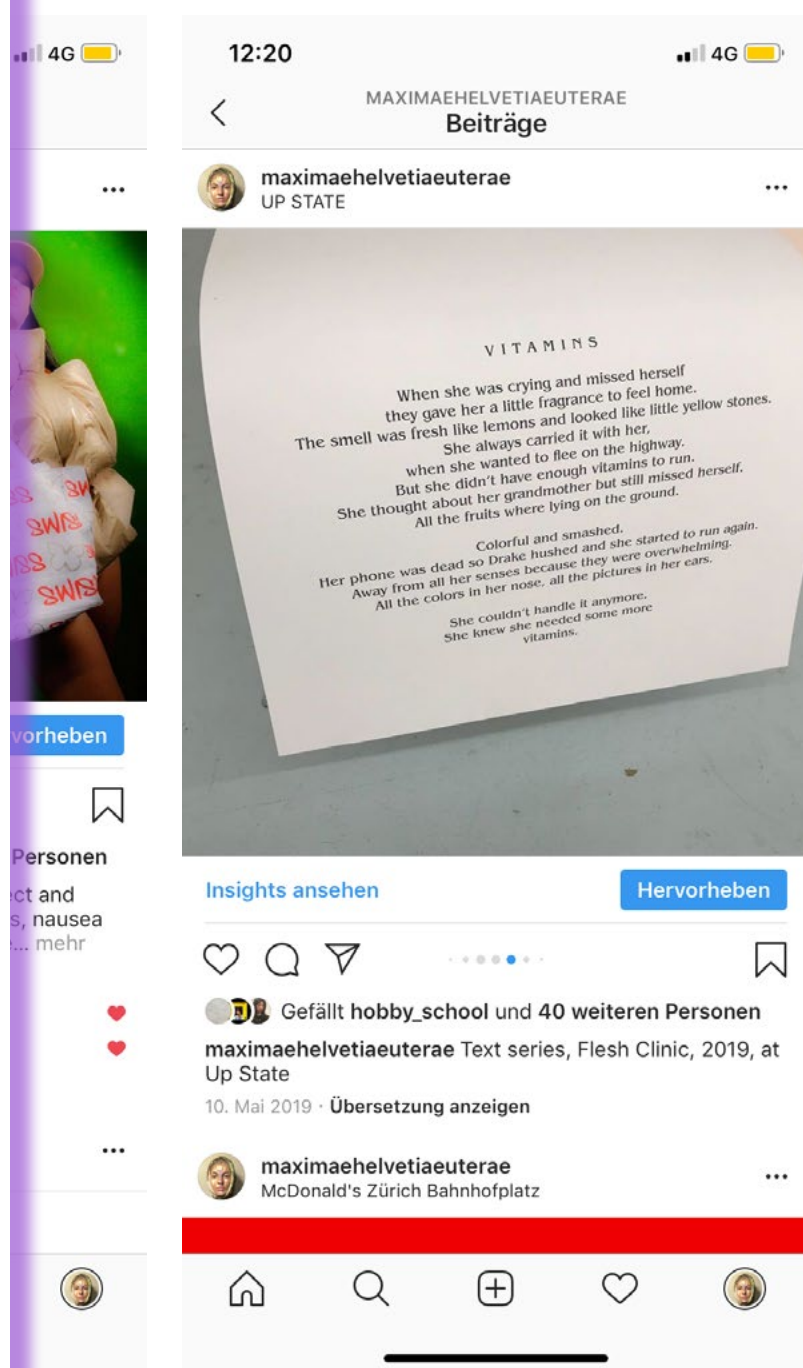 4G
SWISS
SWISS
SWISS
vorheben
Personen
ct and
s, nausea
... mehr
12:20
4G
MAXIMAEHELVETIAEUTERAE
Beiträge
maximaehelvetiaeuterae
UP STATE
VITAMINS
When she was crying and missed herself
they gave her a little fragrance to feel home.
The smell was fresh like lemons and looked like little yellow stones.
She always carried it with her,
when she wanted to flee on the highway.
But she didn't have enough vitamins to run.
She thought about her grandmother but still missed herself.
All the fruits where lying on the ground.
Colorful and smashed.
Her phone was dead so Drake hushed and she started to run again.
Away from all her senses because they were overwhelming.
All the colors in her nose, all the pictures in her ears.
She couldn't handle it anymore.
She knew she needed some more
vitamins.
Insights ansehen
Hervorheben
Gefällt hobby_school und 40 weiteren Personen
maximaehelvetiaeuterae Text series, Flesh Clinic, 2019, at
Up State
10. Mai 2019 · Übersetzung anzeigen
maximaehelvetiaeuterae
McDonald's Zürich Bahnhofplatz